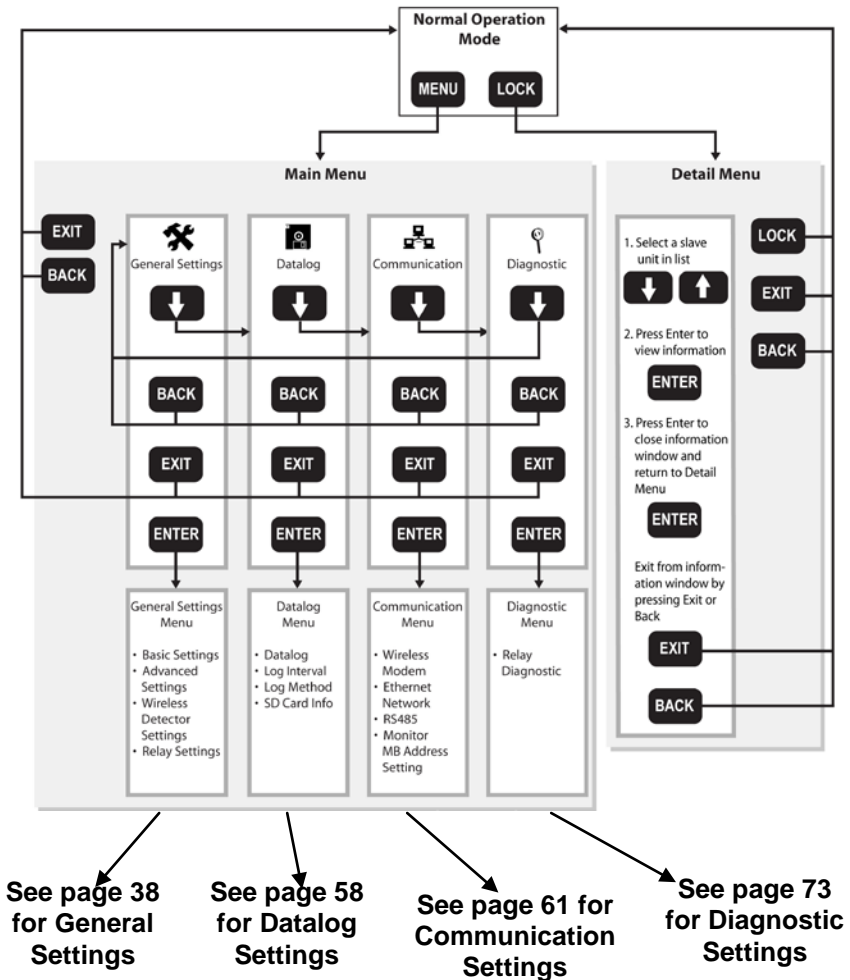 Normal Operation
Mode
MENU
LOCK
Main Menu
EXIT
BACK
General Settings
Datalog
Communication
Diagnostic
BACK
BACK
BACK
BACK
EXIT
EXIT
EXIT
EXIT
ENTER
ENTER
ENTER
ENTER
General Settings
Menu
• Basic Settings
• Advanced
Settings
• Wireless
Detector
Settings
• Relay Settings
Datalog
Menu
• Datalog
• Log Interval
• Log Method
• SD Card Info
Communication
Menu
• Wireless
Modem
• Ethernet
Network
• RS485
• Monitor
MB Address
Setting
Diagnostic
Menu
• Relay
Diagnostic
Detail Menu
1. Select a slave
unit in list
2. Press Enter to
view information
ENTER
3. Press Enter to
close information
window and
return to Detail
Menu
ENTER
Exit from inform-
ation window by
pressing Exit or
Back
EXIT
BACK
LOCK
EXIT
BACK
See page 38
for General
Settings
See page 58
for Datalog
Settings
See page 61 for
Communication
Settings
See page 73
for Diagnostic
Settings